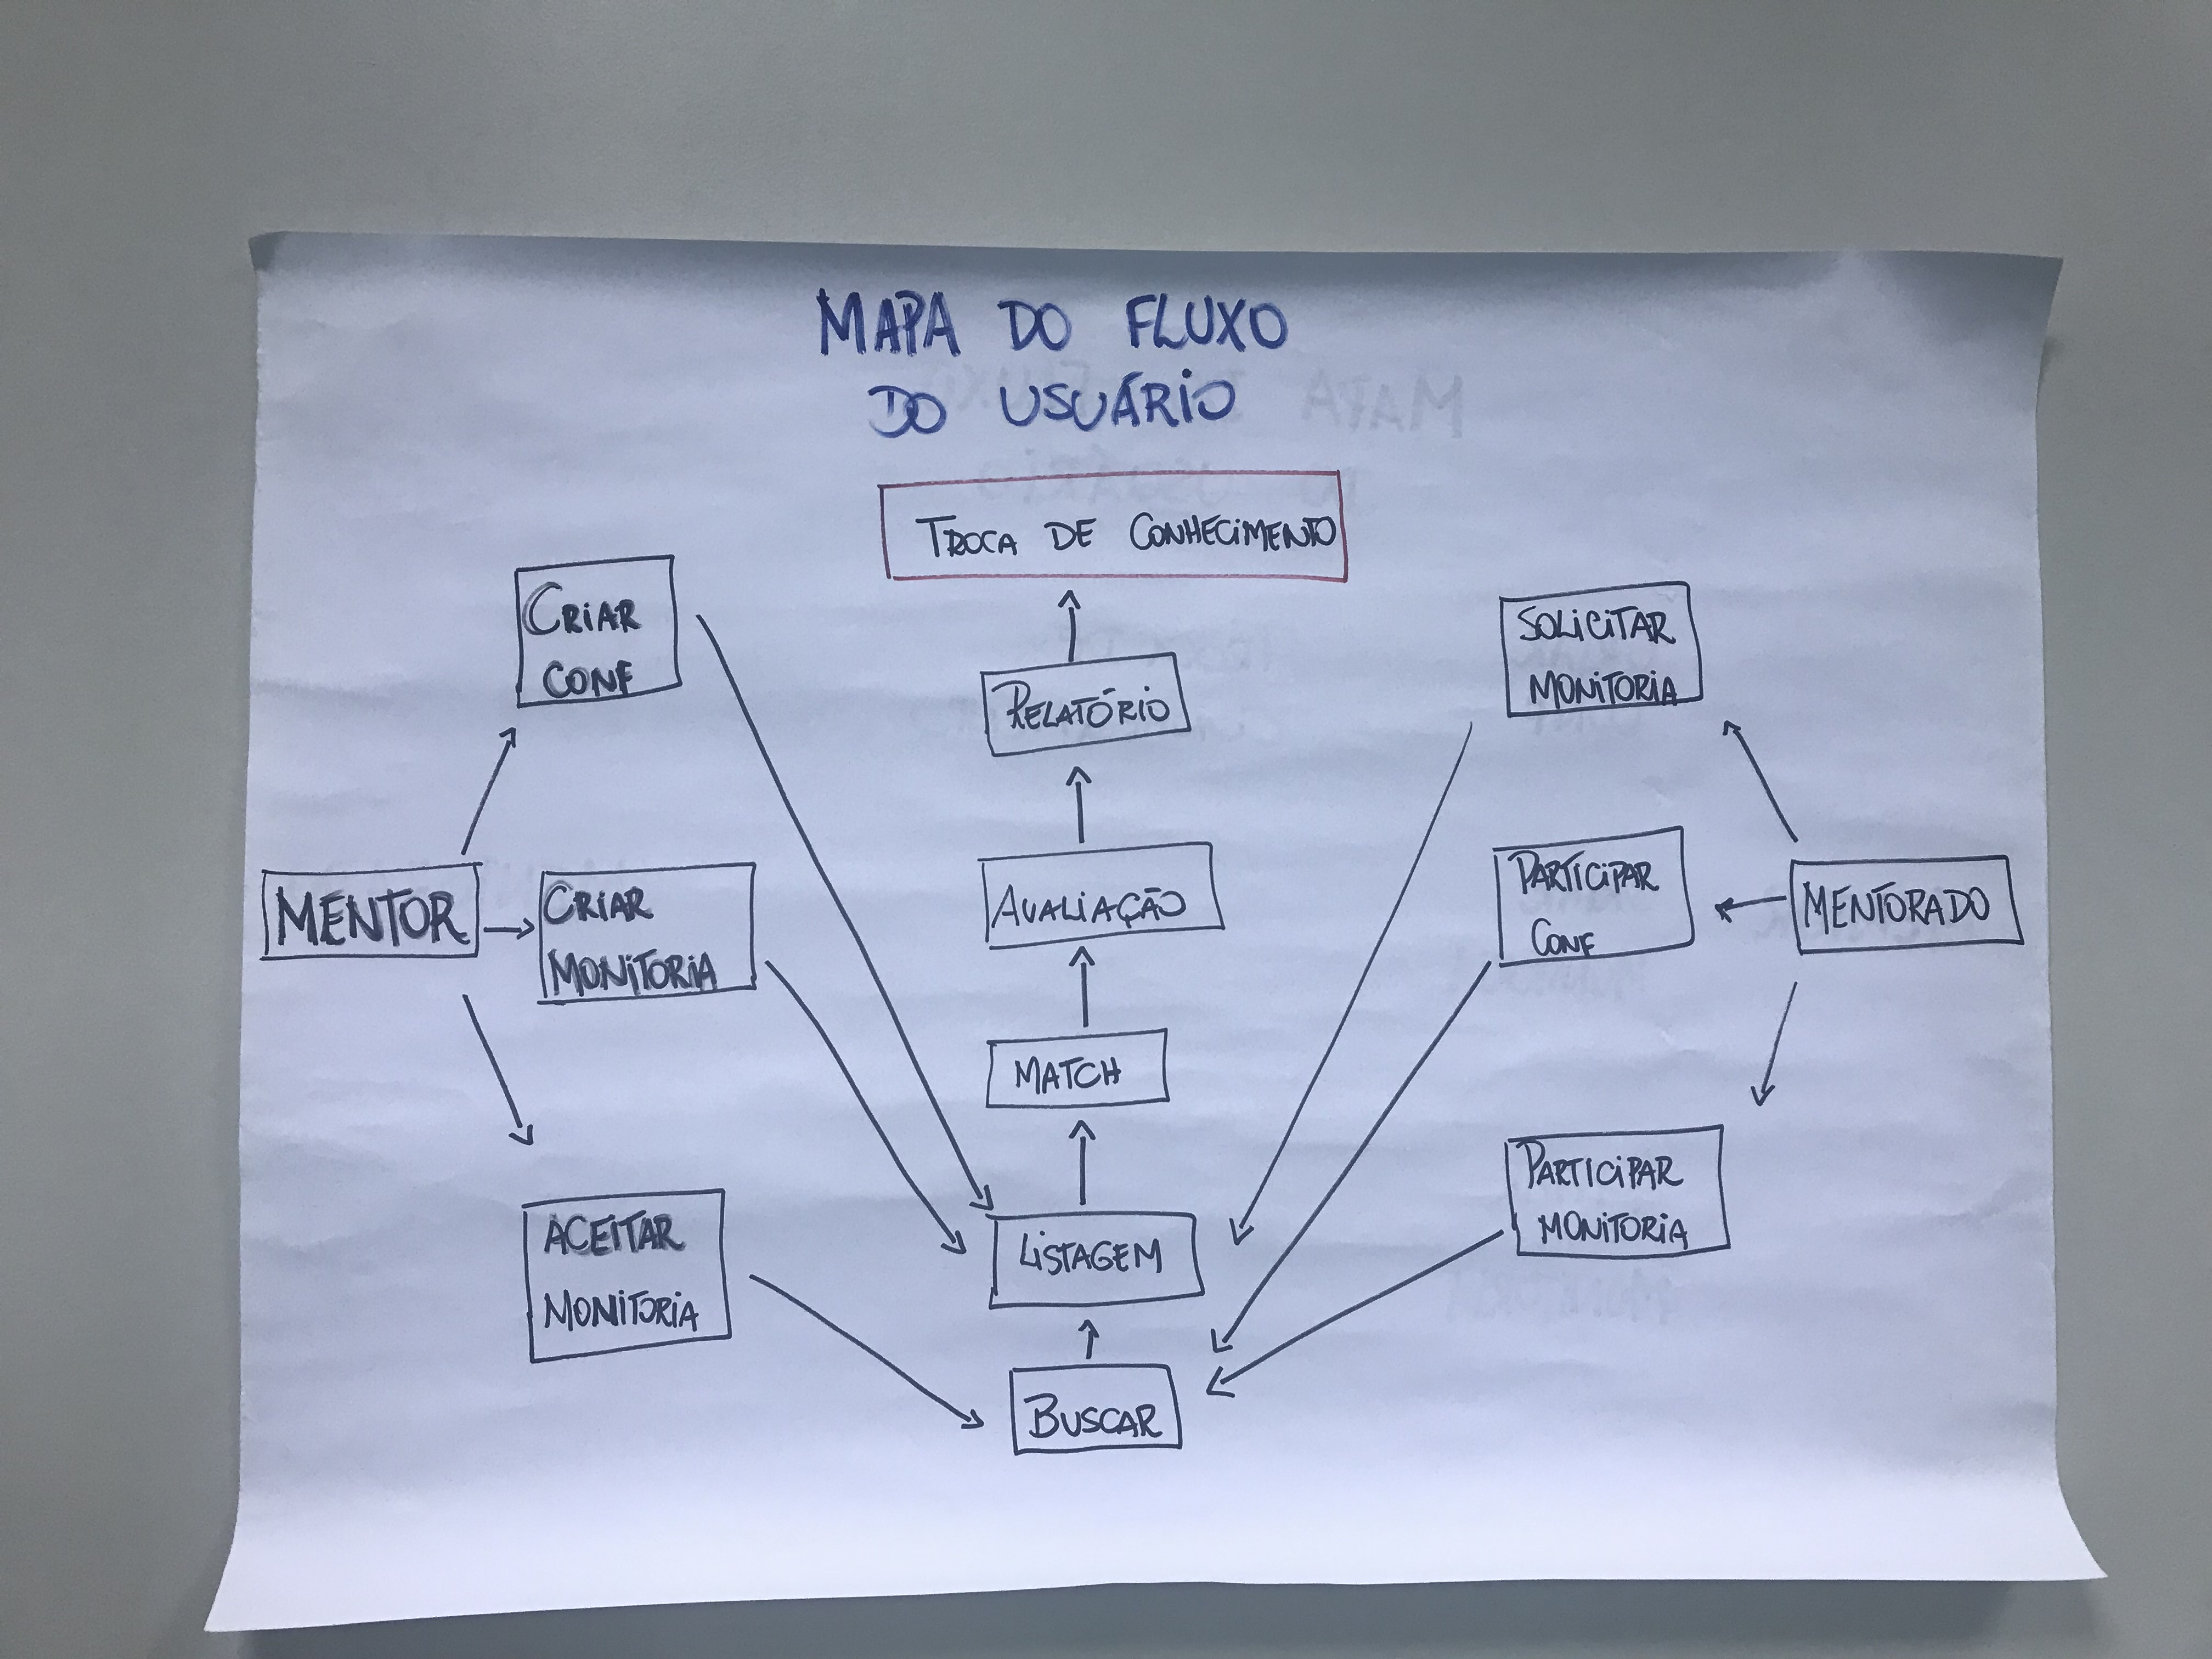 MAPA DO FLUXO
DO USUÁRIO
TROCA DE CONHECIMENTO
CRIAR
CONF
SOLICITAR
MONITORIA
RELATÓRIO
MENTOR
CRIAR
MONITORIA
AVALIAÇÃO
PARTICIPAR
CONF
MENTORADO
MATCH
ACEITAR
MONITORIA
LISTAGEM
PARTICIPAR
MONITORIA
BUSCAR